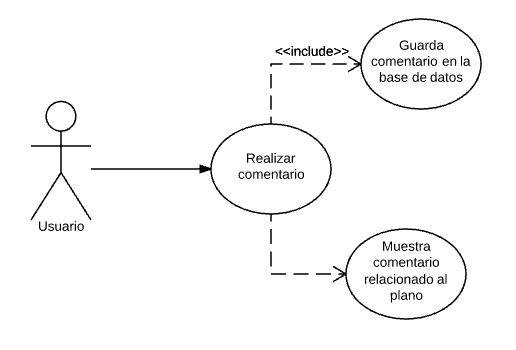 <<include>>
Guarda
comentario en la
base de datos
Realizar
comentario
Usuario
Muestra
comentario
relacionado al
plano